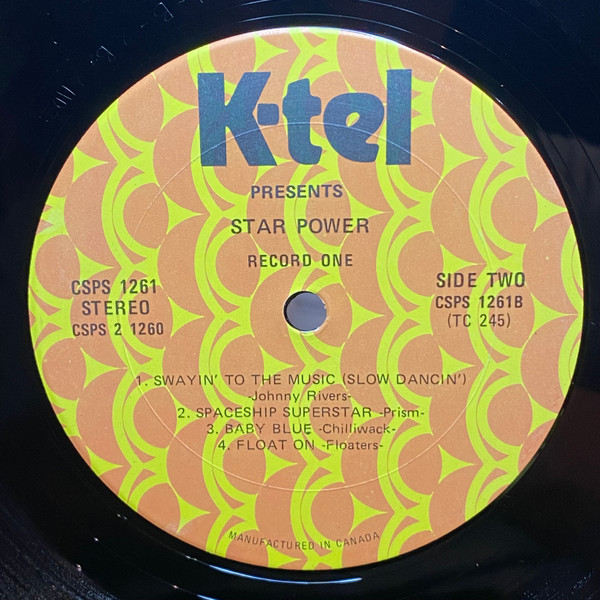 K-tel
PRESENTS
STAR POWER
RECORD ONE
CSPS 1261
STEREO
CSPS 2 1260
SIDE TWO
CSPS 1261B
(TC 245)
1. SWAYIN' TO THE MUSIC (SLOW DANCIN')
-Johnny Rivers-
2. SPACESHIP SUPERSTAR -Prism-
3. BABY BLUE -Chilliwack-
4. FLOAT ON -Floaters-
MANUFACTURED IN CANADA